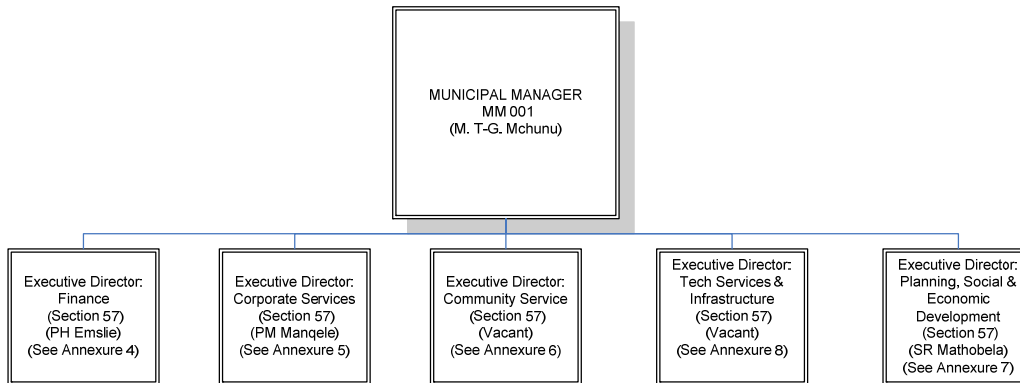 MUNICIPAL MANAGER
MM 001
(M. T-G. Mchunu)
Executive Director:
Finance
(Section 57)
(PH Emslie)
(See Annexure 4)
Executive Director:
Corporate Services
(Section 57)
(PM Manqele)
(See Annexure 5)
Executive Director:
Community Service
(Section 57)
(Vacant)
(See Annexure 6)
Executive Director:
Tech Services &
Infrastructure
(Section 57)
(Vacant)
(See Annexure 8)
Executive Director:
Planning, Social &
Economic
Development
(Section 57)
(SR Mathobela)
(See Annexure 7)